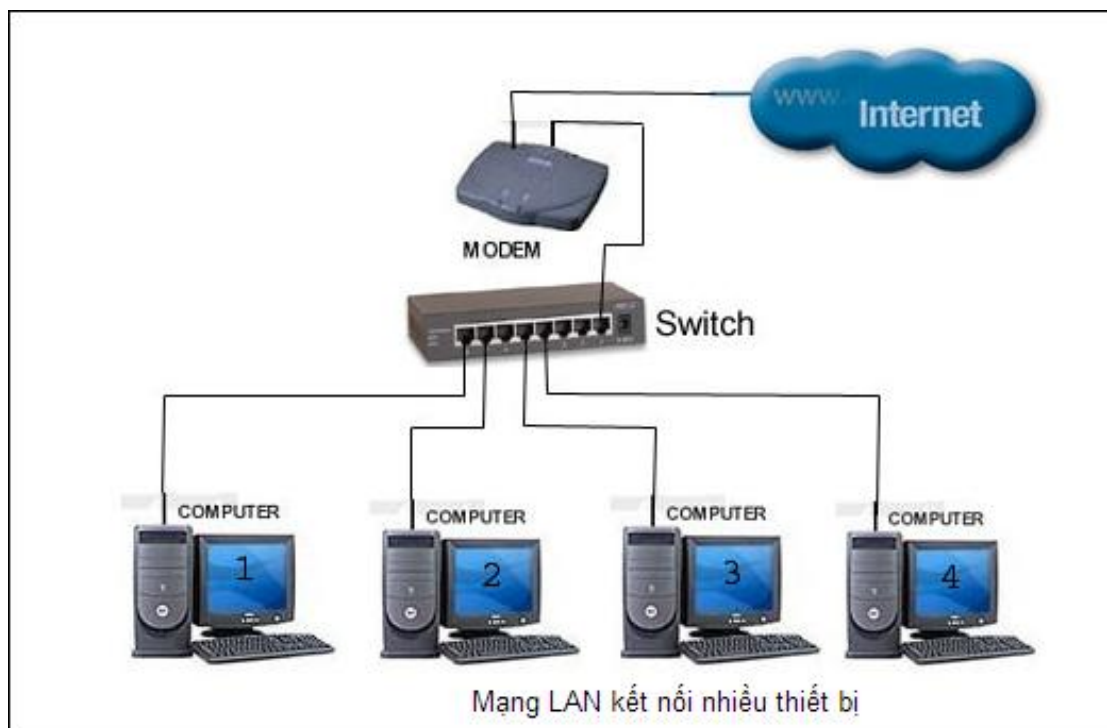 www.
Internet
MODEM
Switch
COMPUTER
COMPUTER
COMPUTER
COMPUTER
1
2
3
4
Mạng LAN kết nối nhiều thiết bị